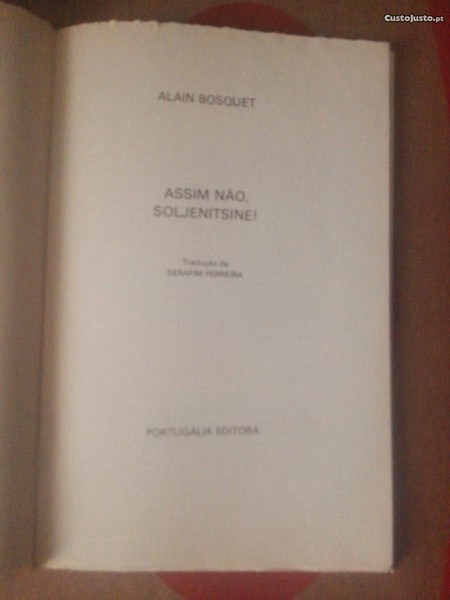 CustoJusto.pt
ALAIN BOSQUET
ASSIM NÃO,
SOLJENITSINE!
Tradução de
SERAFIM FERREIRA
PORTUGÁLIA EDITORA